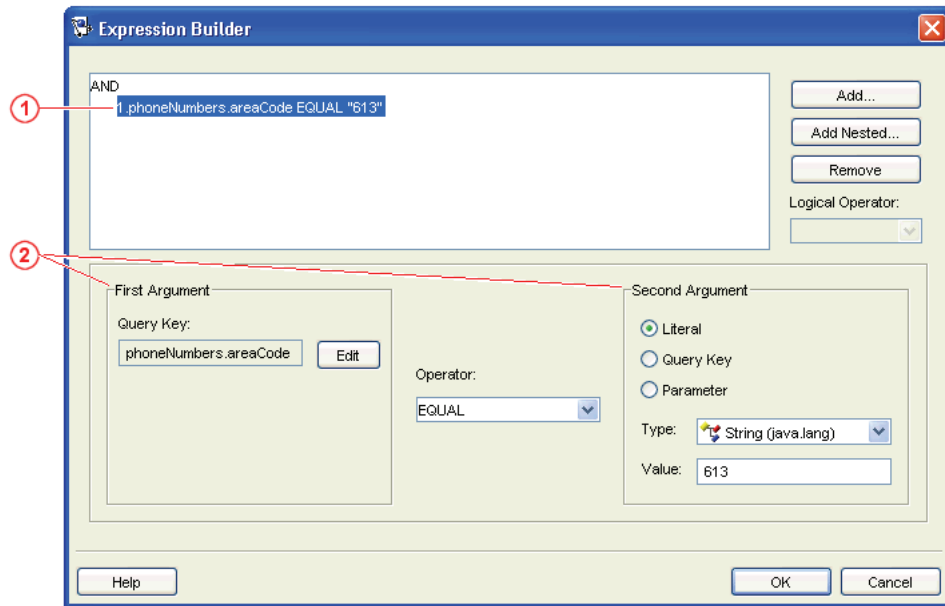 Expression Builder
AND
1
1.phoneNumbers.areaCode EQUAL "613"
Add...
Add Nested...
Remove
Logical Operator:
2
First Argument
Query Key:
phoneNumbers.areaCode
Edit
Operator:
EQUAL
Second Argument
Literal
Query Key
Parameter
Type:
String (java.lang)
Value:
613
Help
OK
Cancel